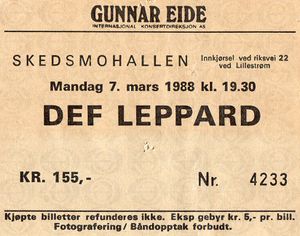 GUNNAR EIDE
INTERNASJONAL KONSERTDIREKSJON AS
SKEDSMOHALLEN Innkjørsel ved riksvei 22
ved Lillestrøm
Mandag 7. mars 1988 kl. 19.30
DEF LEPPARD
KR. 155,- Nr. 4233
Kjøpte billetter refunderes ikke. Eksp gebyr kr. 5,- pr. bill.
Fotografering/ Båndopptak forbudt.